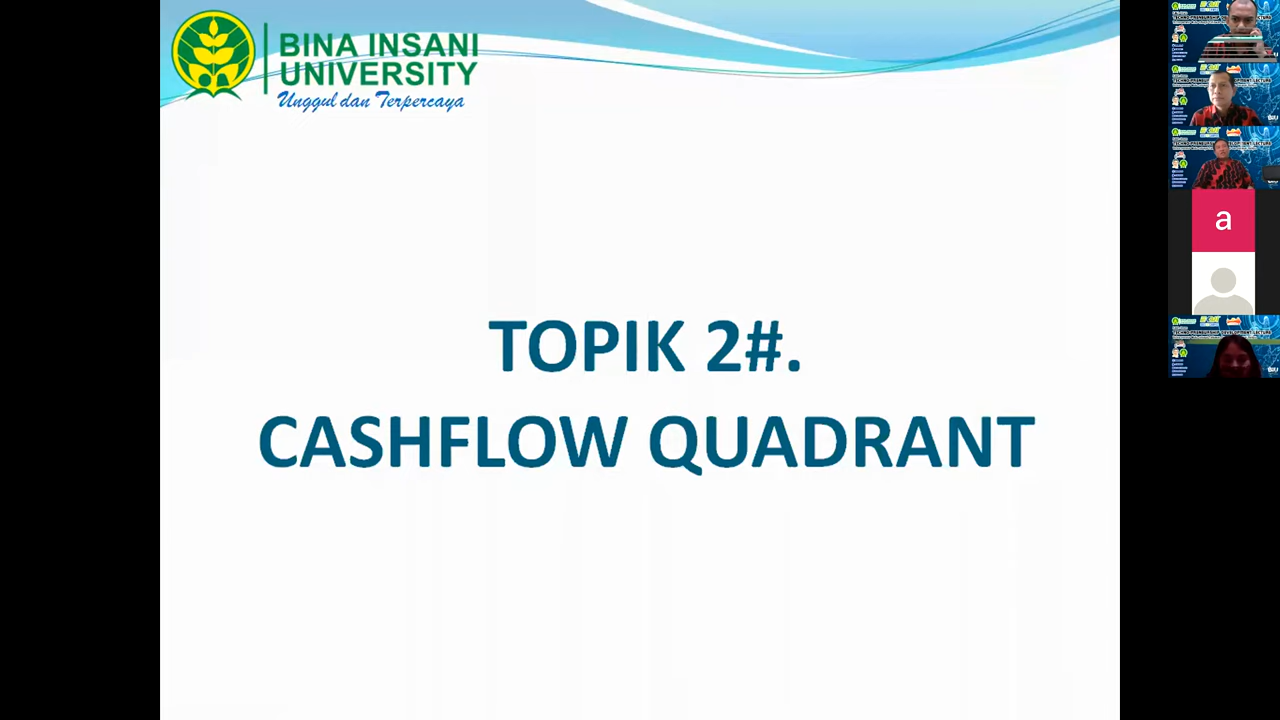 BINA INSANI
UNIVERSITY
Unggul dan Terpercaya
TOPIK 2#.
CASHFLOW QUADRANT
a